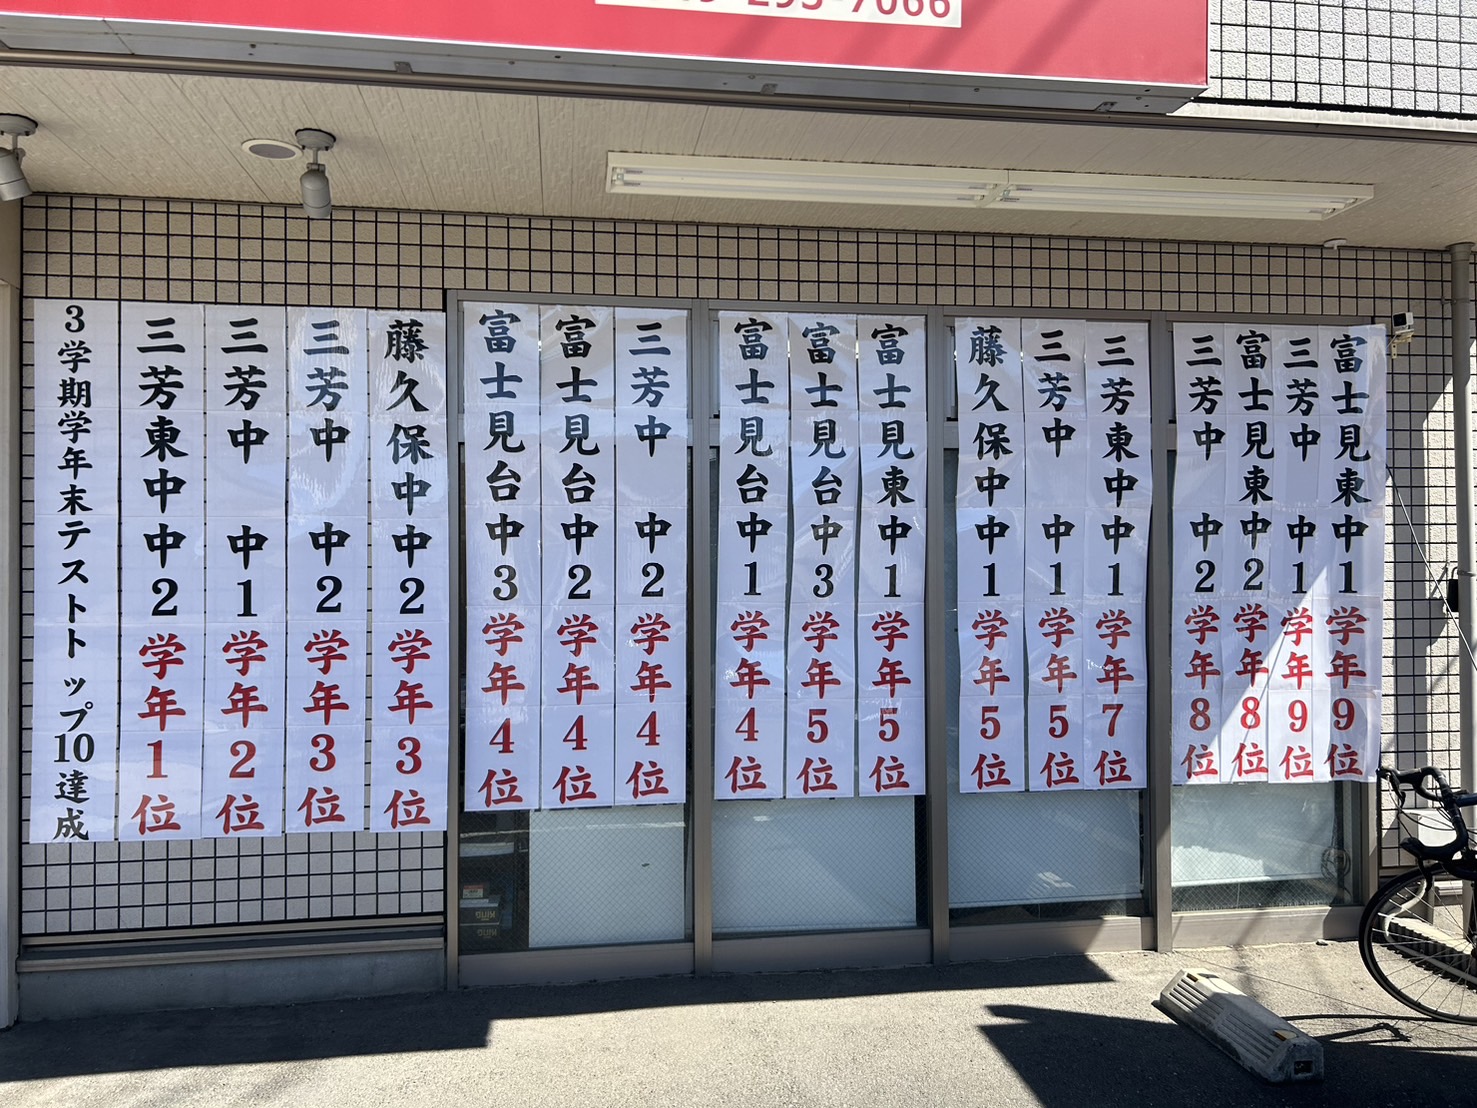 293-7066
3学期学年末テストトップ10達成
三芳東中中2学年1位
三芳中 中1学年2位
三芳中 中2学年3位
藤久保中中2学年3位
富士見台中3学年4位
富士見台中2学年4位
三芳中 中2学年4位
富士見台中1学年4位
富士見台中3学年5位
富士見東中1学年5位
藤久保中中1学年5位
三芳中 中1学年5位
三芳東中中1学年7位
三芳中 中2学年8位
富士見東中2学年8位
三芳中 中1学年9位
富士見東中1学年9位